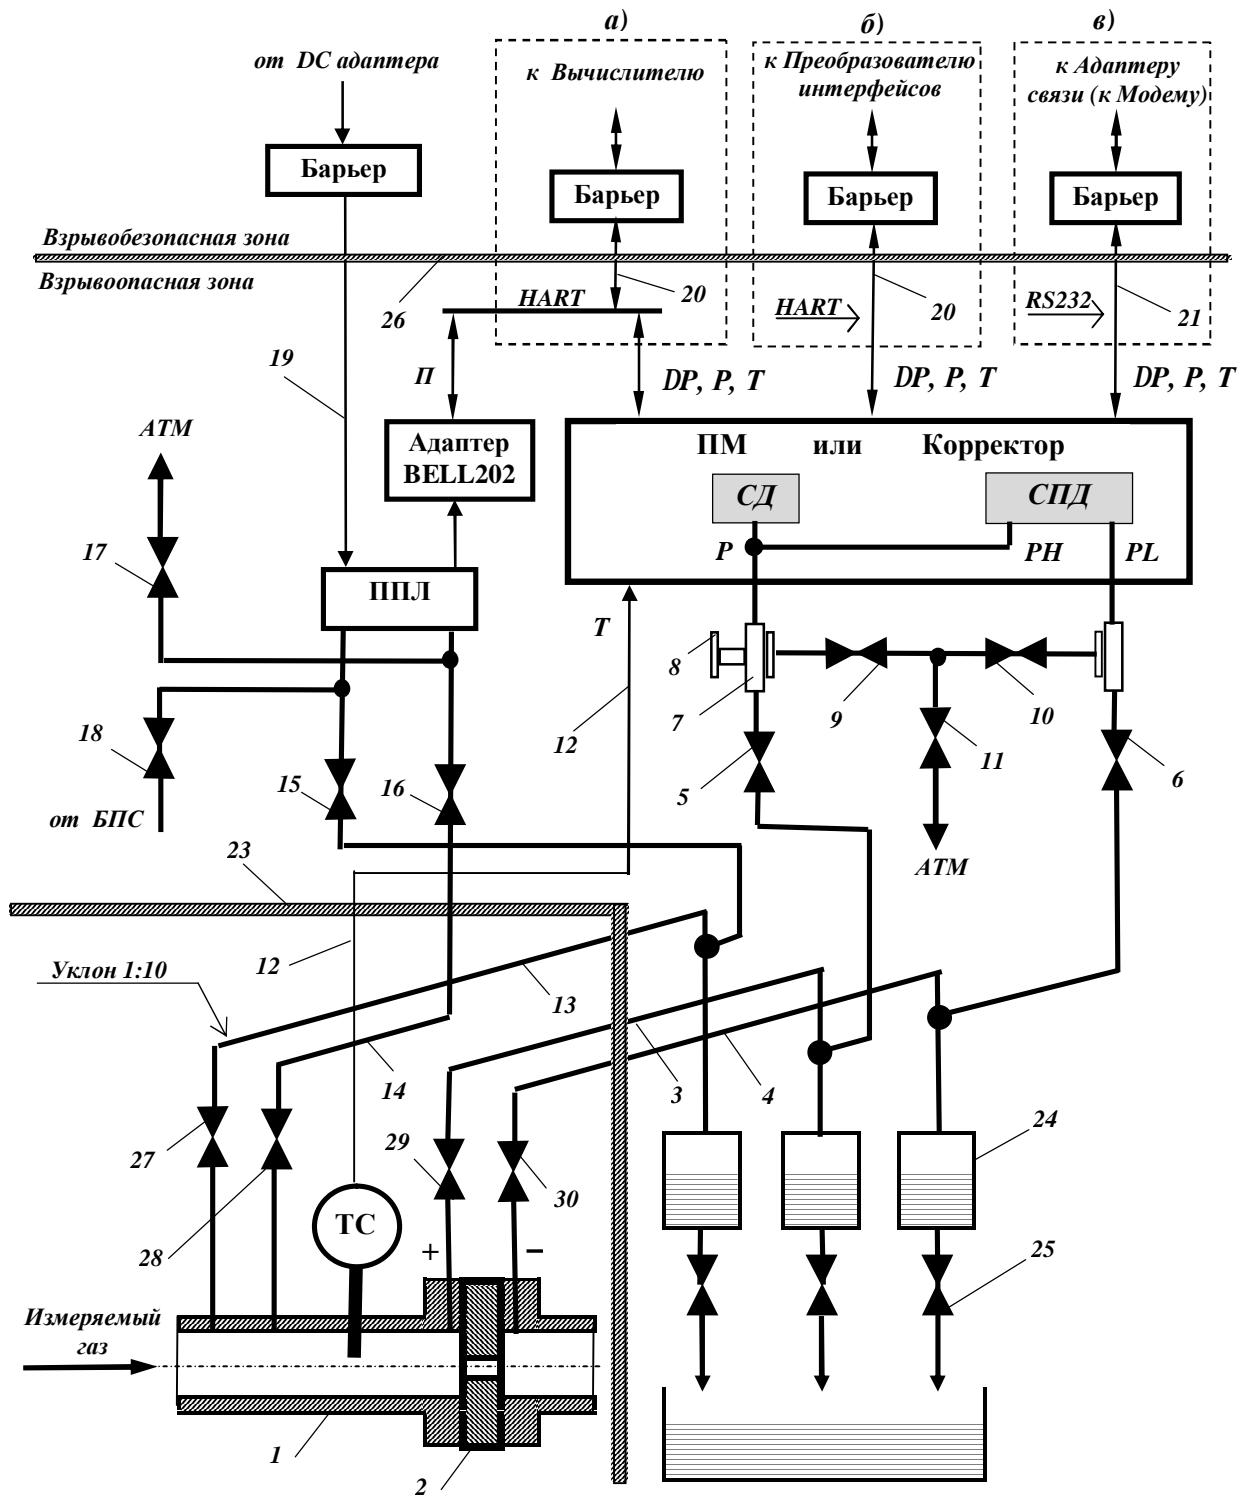 а)
б)
в)
от DC адаптера
к Вычислителю
к Преобразователю
интерфейсов
к Адаптеру
связи (к Модему)
Барьер
Барьер
Барьер
Барьер
Взрывобезопасная зона
Взрывоопасная зона
26
HART
20
HART
20
RS232
21
19
П
DP, P, T
DP, P, T
DP, P, T
АТМ
Адаптер
BELL202
ПМ или Корректор
СД
СПД
P
PH
PL
17
ППЛ
T
8
7
9
10
12
11
18
15
16
5
6
от БПС
АТМ
23
Уклон 1:10
12
13
14
3
4
27
29
24
30
28
ТС
+
−
25
Измеряемый
газ
1
2